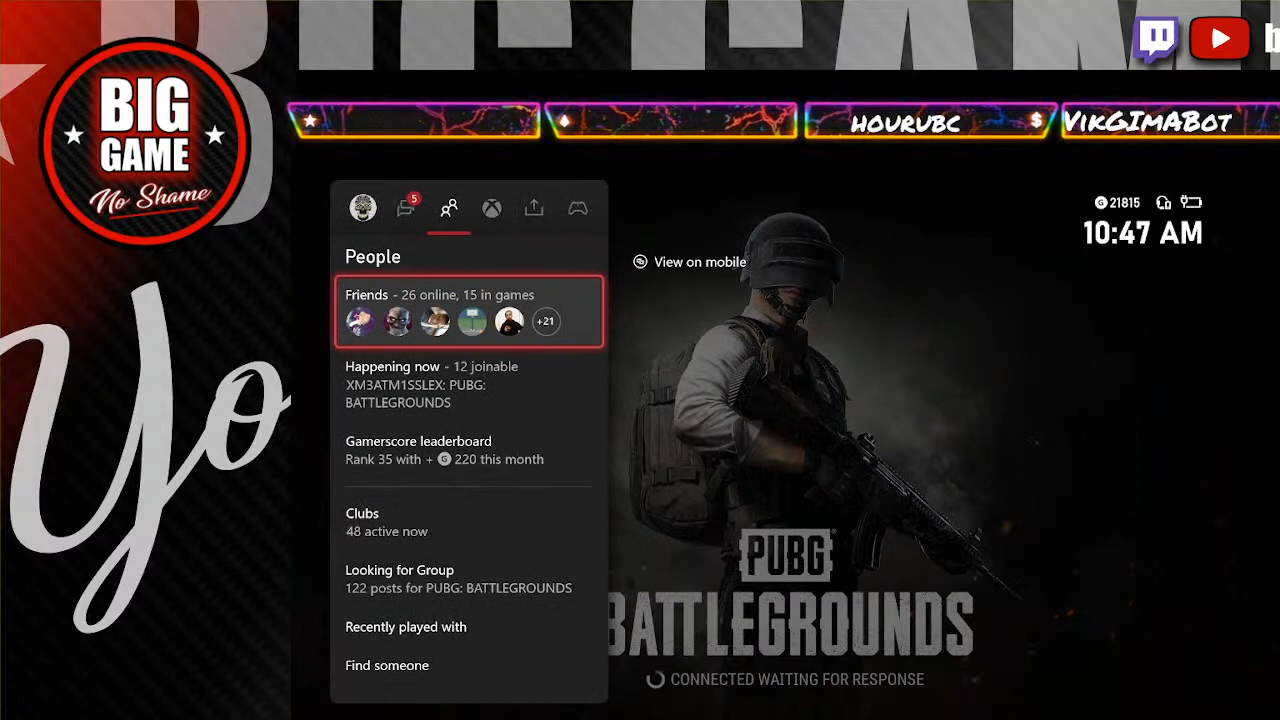 BIG GAM
BIG
GAME
No Shame
Yo
HOURUBC
$
VIKGIMABOT
5
21815
10:47 AM
People
View on mobile
Friends - 26 online, 15 in games
+21
Happening now - 12 joinable
XM3ATM1SSLEX: PUBG:
BATTLEGROUNDS
Gamerscore leaderboard
Rank 35 with + G 220 this month
Clubs
48 active now
Looking for Group
122 posts for PUBG: BATTLEGROUNDS
Recently played with
Find someone
PUBG
BATTLEGROUNDS
CONNECTED WAITING FOR RESPONSE